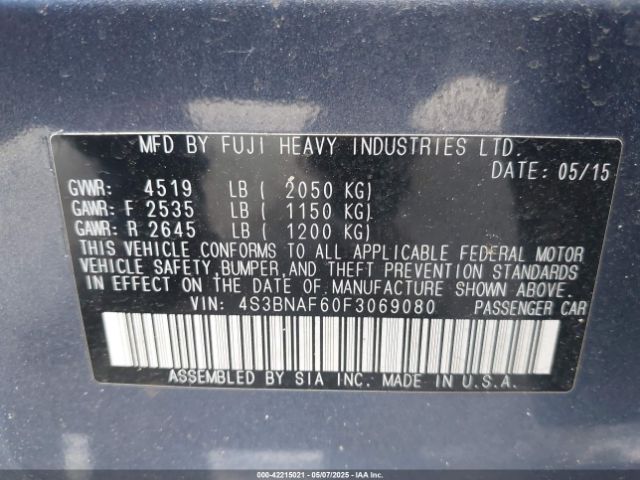 MFD BY FUJI HEAVY INDUSTRIES LTD.
DATE: 05/15
GVWR: 4519 LB ( 2050 KG)
GAWR: F 2535 LB ( 1150 KG)
GAWR: R 2645 LB ( 1200 KG)
THIS VEHICLE CONFORMS TO ALL APPLICABLE FEDERAL MOTOR
VEHICLE SAFETY,BUMPER,AND THEFT PREVENTION STANDARDS
IN EFFECT ON THE DATE OF MANUFACTURE SHOWN ABOVE.
VIN: 4S3BNAF60F3069080 PASSENGER CAR
ASSEMBLED BY SIA INC. MADE IN U.S.A.
000-42215021 - 05/07/2025 - COPYRIGHT IAA, LLC